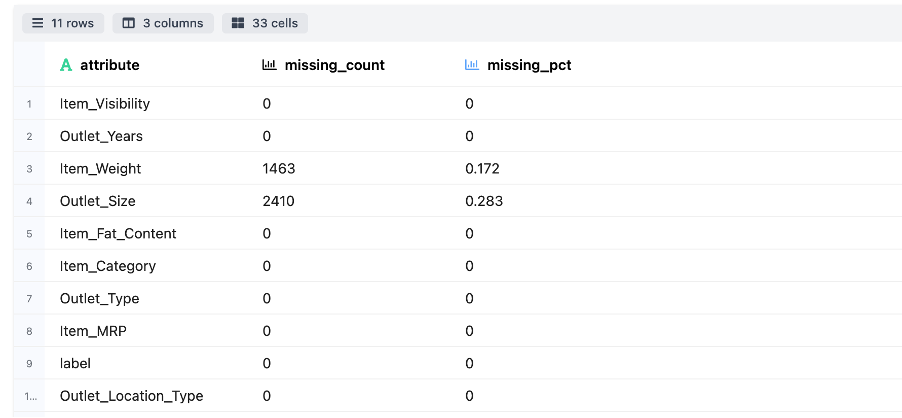 11 rows 3 columns 33 cells
attribute missing_count missing_pct
1 Item_Visibility 0 0
2 Outlet_Years 0 0
3 Item_Weight 1463 0.172
4 Outlet_Size 2410 0.283
5 Item_Fat_Content 0 0
6 Item_Category 0 0
7 Outlet_Type 0 0
8 Item_MRP 0 0
9 label 0 0
1... Outlet_Location_Type 0 0